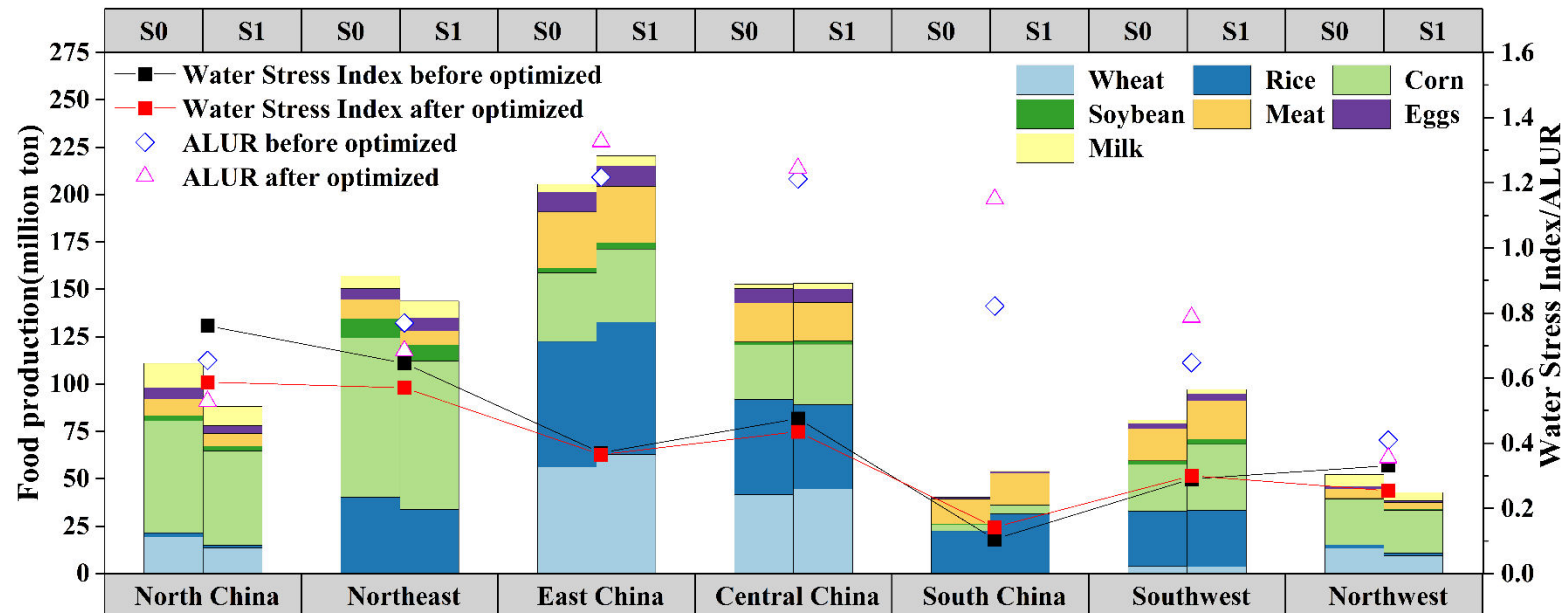 S0 S1 S0 S1 S0 S1 S0 S1 S0 S1 S0 S1 S0 S1
275 1.6
250
225 1.4
200 1.2
175 1.0
150
125 0.8
100 0.6
75 0.4
50
25 0.2
0 0.0
Food production(million ton)
Water Stress Index/ALUR
Water Stress Index before optimized
Water Stress Index after optimized
ALUR before optimized
ALUR after optimized
Wheat Rice Corn
Soybean Meat Eggs
Milk
North China Northeast East China Central China South China Southwest Northwest